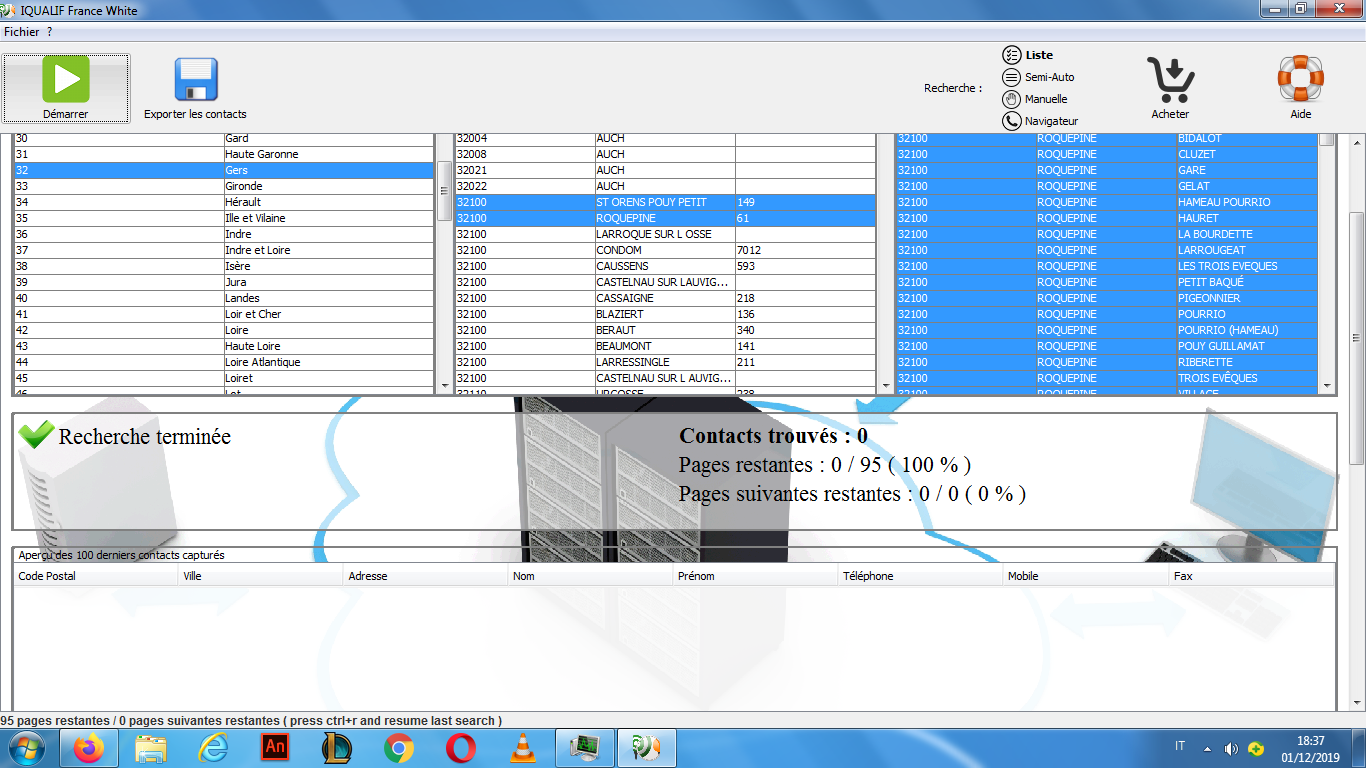 IQUALIF France White
Fichier ?
Démarrer
Exporter les contacts
Recherche :
Liste
Semi-Auto
Manuelle
Navigateur
Acheter
Aide
30 Gard
31 Haute Garonne
32 Gers
33 Gironde
34 Hérault
35 Ille et Vilaine
36 Indre
37 Indre et Loire
38 Isère
39 Jura
40 Landes
41 Loir et Cher
42 Loire
43 Haute Loire
44 Loire Atlantique
45 Loiret
46 Lot
32004 AUCH
32008 AUCH
32021 AUCH
32022 AUCH
32100 ST ORENS POUY PETIT 149
32100 ROQUEPINE 61
32100 LARROQUE SUR L OSSE
32100 CONDOM 7012
32100 CAUSSENS 593
32100 CASTELNAU SUR LAUVIG...
32100 CASSAIGNE 218
32100 BLAZIERT 136
32100 BERAUT 340
32100 BEAUMONT 141
32100 LARRESSINGLE 211
32100 CASTELNAU SUR L AUVIG...
32110 URGOSSE 238
32100 ROQUEPINE BIDALOT
32100 ROQUEPINE CLUZET
32100 ROQUEPINE GARE
32100 ROQUEPINE GELAT
32100 ROQUEPINE HAMEAU POURRIO
32100 ROQUEPINE HAURET
32100 ROQUEPINE LA BOURDETTE
32100 ROQUEPINE LARROUGEAT
32100 ROQUEPINE LES TROIS EVEQUES
32100 ROQUEPINE PETIT BAQUÉ
32100 ROQUEPINE PIGEONNIER
32100 ROQUEPINE POURRIO
32100 ROQUEPINE POURRIO (HAMEAU)
32100 ROQUEPINE POUY GUILLAMAT
32100 ROQUEPINE RIBERETTE
32100 ROQUEPINE TROIS EVÊQUES
32100 ROQUEPINE VILLAGE
Recherche terminée
Contacts trouvés : 0
Pages restantes : 0 / 95 ( 100 % )
Pages suivantes restantes : 0 / 0 ( 0 % )
Aperçu des 100 derniers contacts capturés
Code Postal Ville Adresse Nom Prénom Téléphone Mobile Fax
95 pages restantes / 0 pages suivantes restantes ( press ctrl+r and resume last search )
An
IT
18:37
01/12/2019